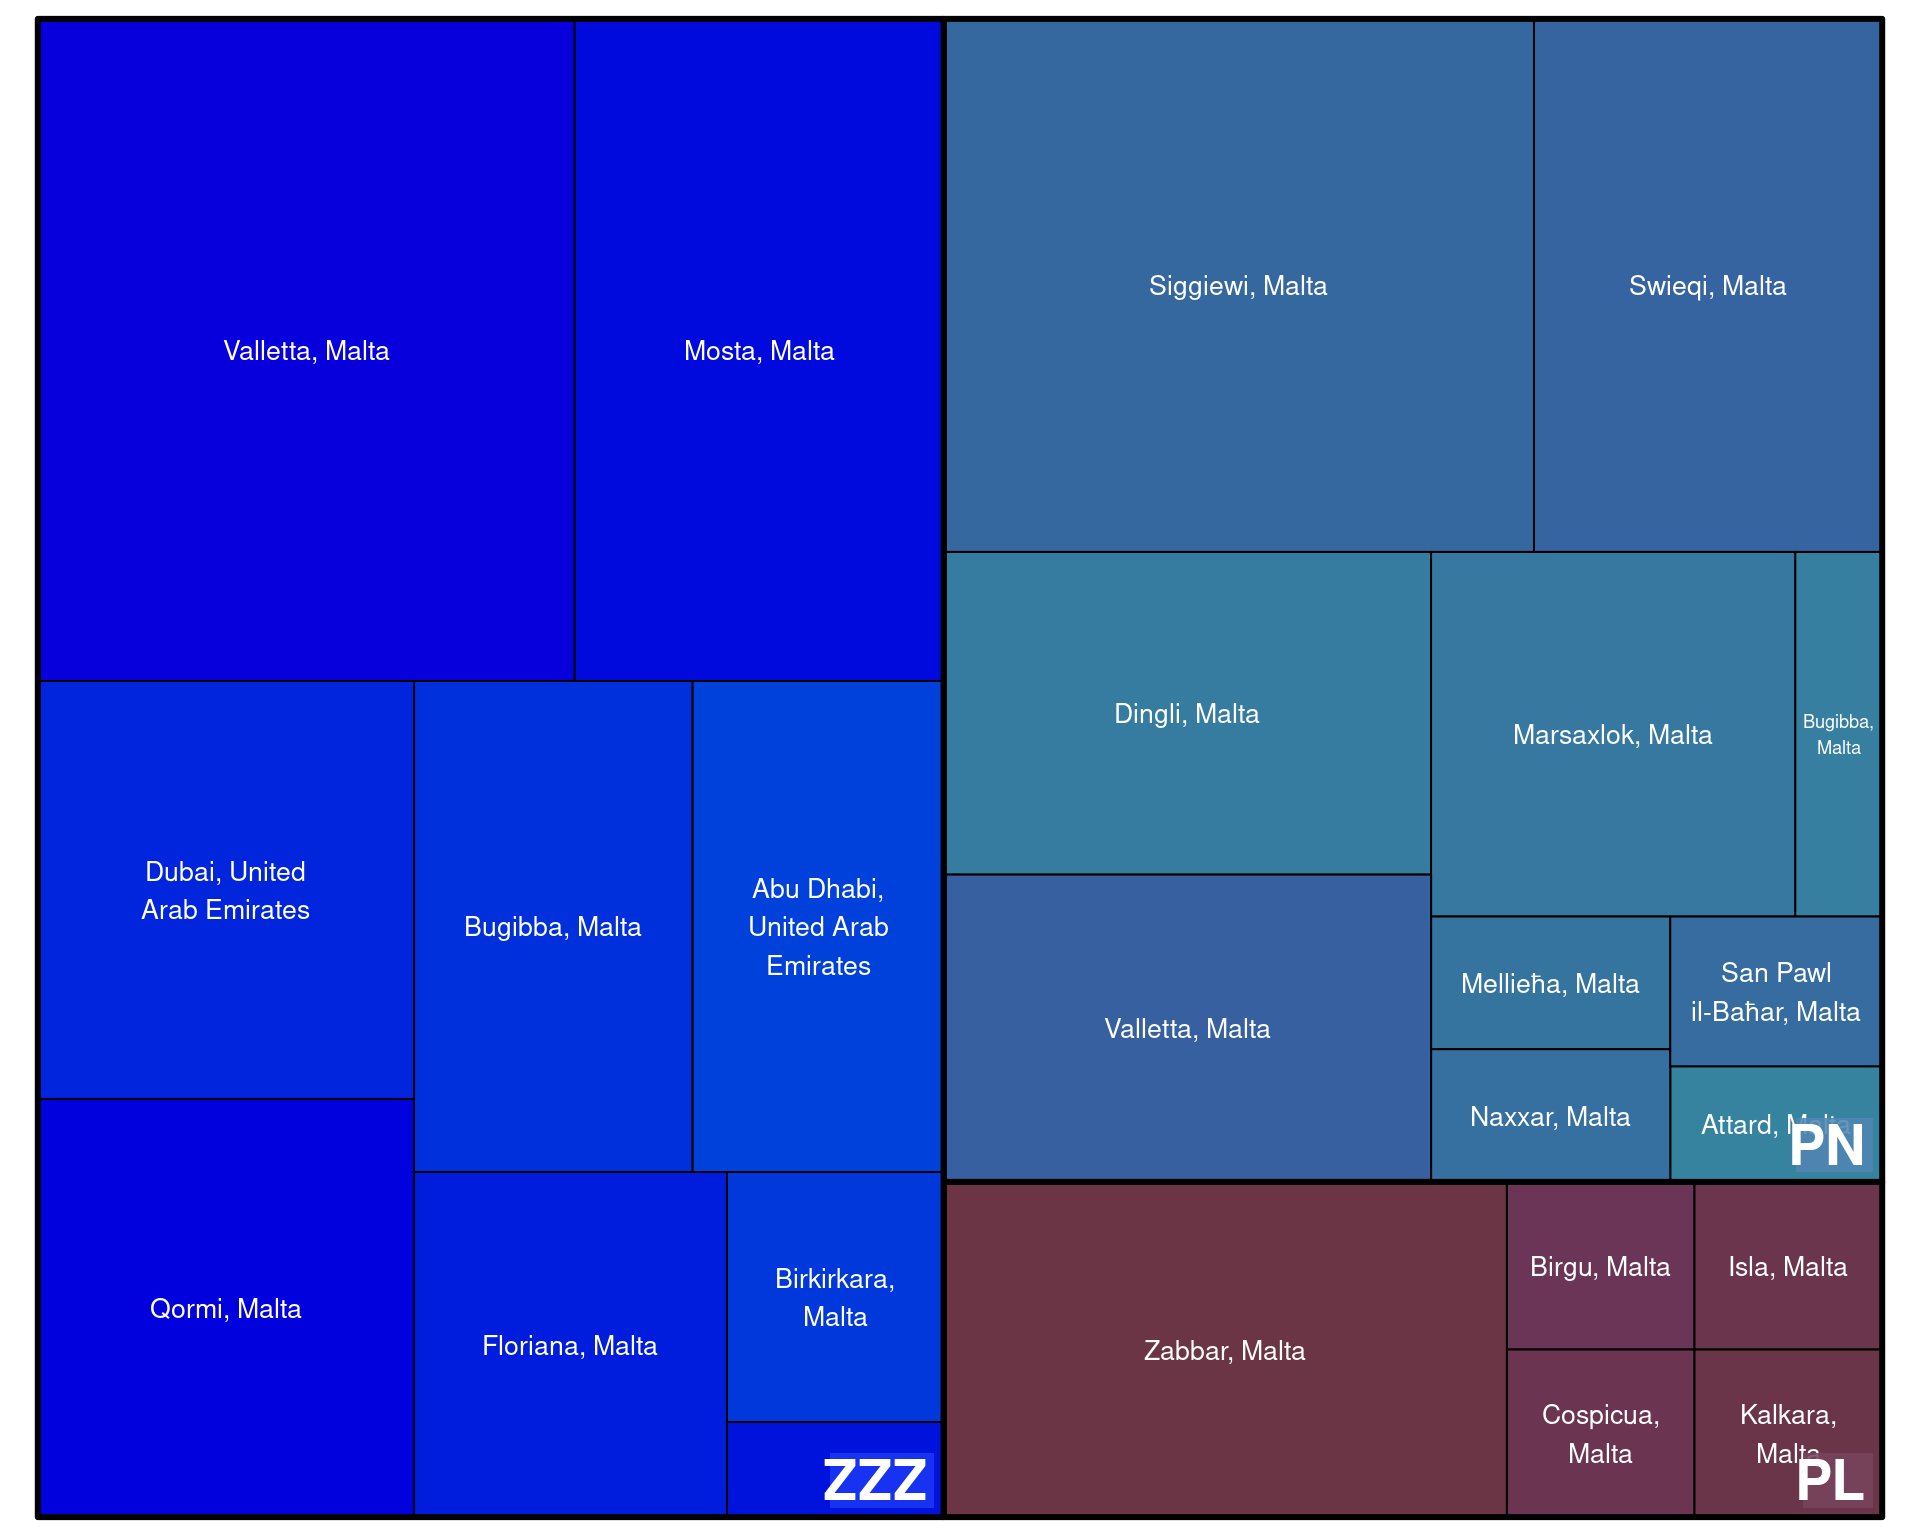 Valletta, Malta
Mosta, Malta
Dubai, United
Arab Emirates
Bugibba, Malta
Abu Dhabi,
United Arab
Emirates
Qormi, Malta
Floriana, Malta
Birkirkara,
Malta
ZZZ
Siggiewi, Malta
Swieqi, Malta
Dingli, Malta
Marsaxlok, Malta
Bugibba,
Malta
Valletta, Malta
Mellieħa, Malta
San Pawl
il-Baħar, Malta
Naxxar, Malta
Attard, Malta
PN
Zabbar, Malta
Birgu, Malta
Isla, Malta
Cospicua,
Malta
Kalkara,
Malta
PL